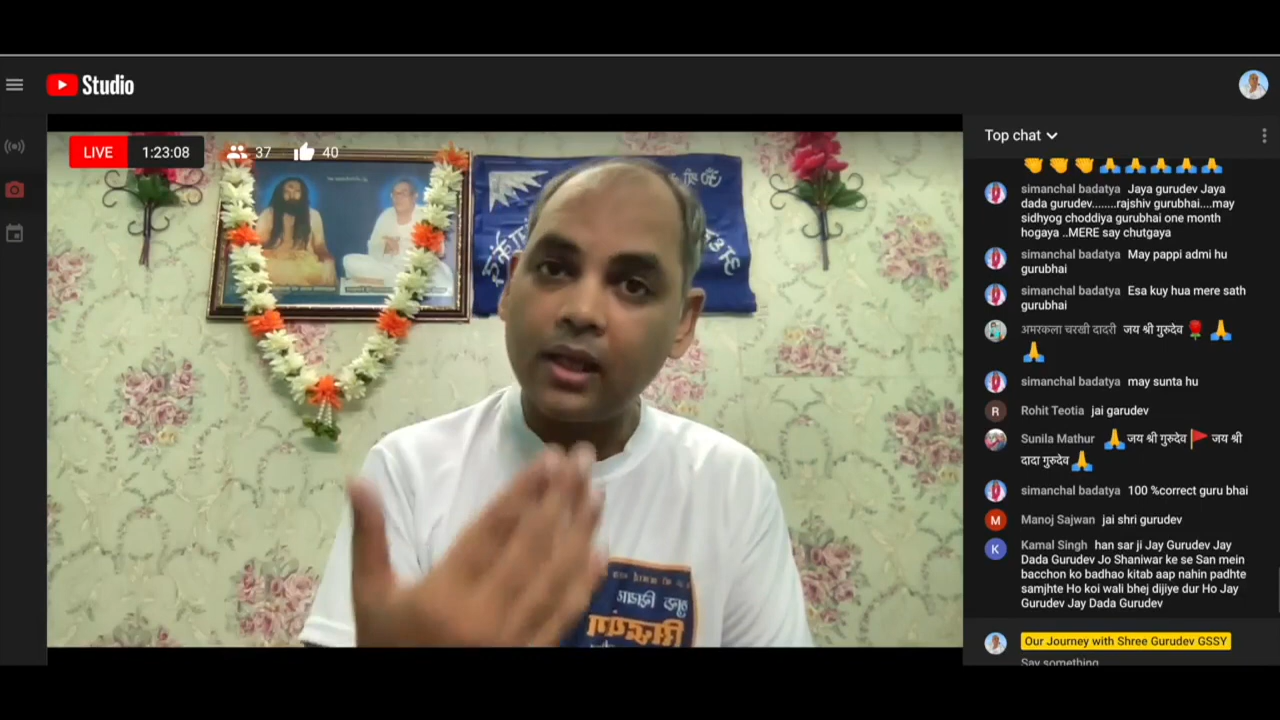 Studio
LIVE 1:23:08 37 40
Top chat
simanchal badatya Jaya gurudev Jaya
dada gurudev........rajshiv gurubhai....may
sidhyog choddiya gurubhai one month
hogaya ..MERE say chutgaya
simanchal badatya May pappi admi hu
gurubhai
simanchal badatya Esa kuy hua mere sath
gurubhai
अमरकला चरखी दादरी जय श्री गुरुदेव 🌹 🙏
🙏
simanchal badatya may sunta hu
R Rohit Teotia jai garudev
Sunila Mathur 🙏जय श्री गुरुदेव 🚩 जय श्री
दादा गुरुदेव 🙏
simanchal badatya 100 %correct guru bhai
M Manoj Sajwan jai shri gurudev
K Kamal Singh han sar ji Jay Gurudev Jay
Dada Gurudev Jo Shaniwar ke se San mein
bacchon ko badhao kitab aap nahin padhte
samjhte Ho koi wali bhej dijiye dur Ho Jay
Gurudev Jay Dada Gurudev
Our Journey with Shree Gurudev GSSY
Say something